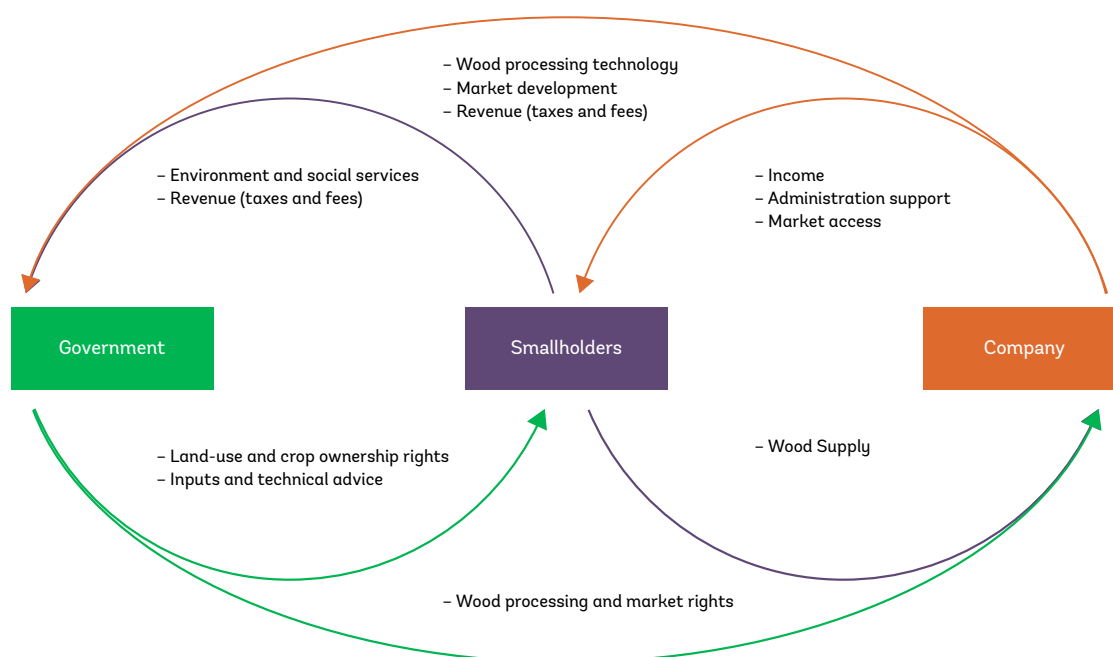 – Wood processing technology
– Market development
– Revenue (taxes and fees)
– Environment and social services
– Revenue (taxes and fees)
– Income
– Administration support
– Market access
Government
Smallholders
Company
– Land-use and crop ownership rights
– Inputs and technical advice
– Wood Supply
– Wood processing and market rights